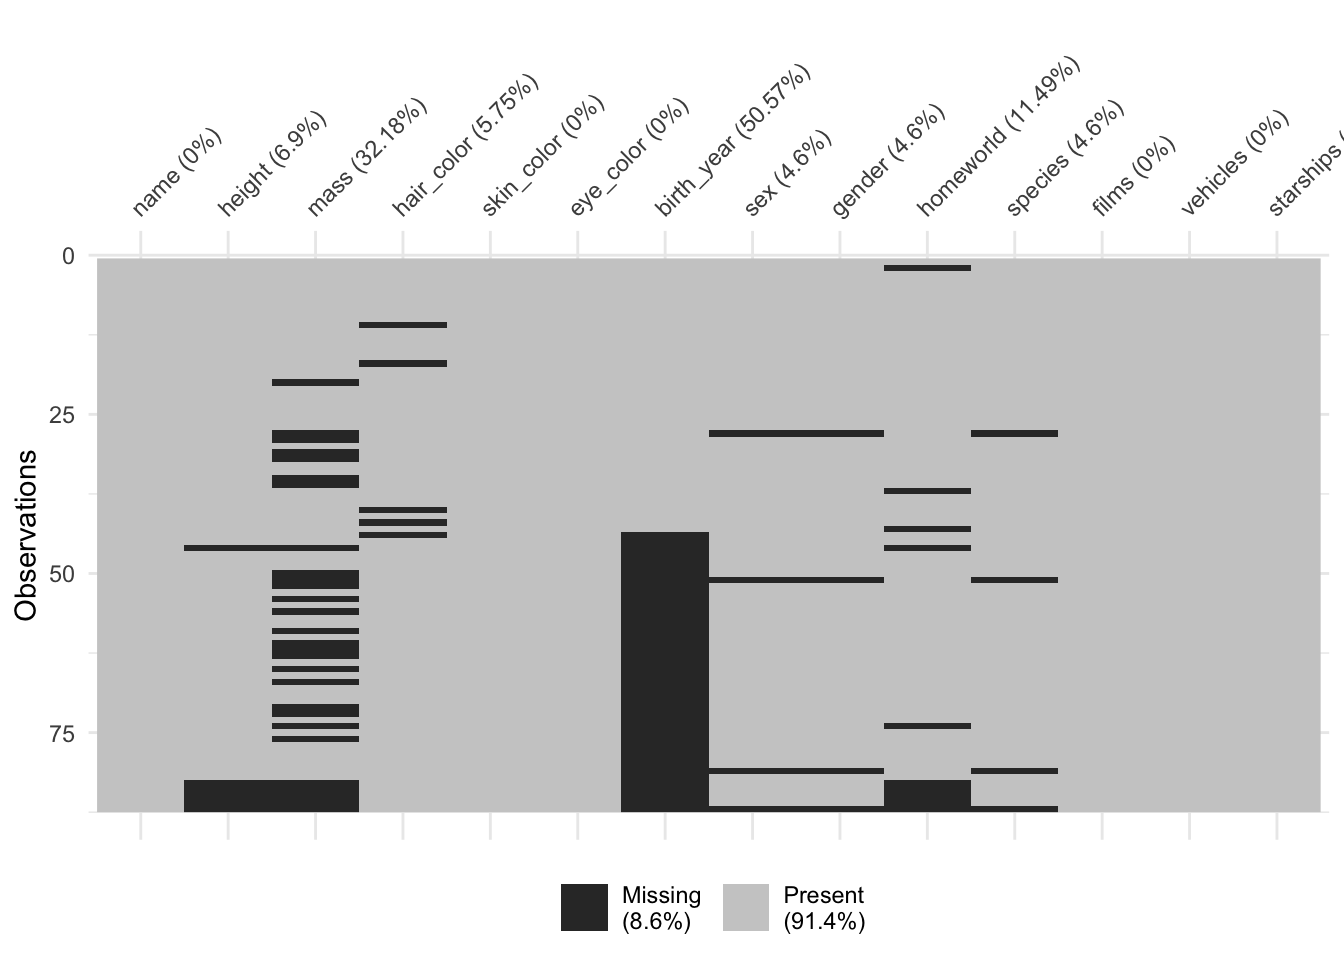 name (0%)
height (6.9%)
mass (32.18%)
hair_color (5.75%)
skin_color (0%)
eye_color (0%)
birth_year (50.57%)
sex (4.6%)
gender (4.6%)
homeworld (11.49%)
species (4.6%)
films (0%)
vehicles (0%)
starships (
0
25
50
75
Observations
Missing
(8.6%)
Present
(91.4%)